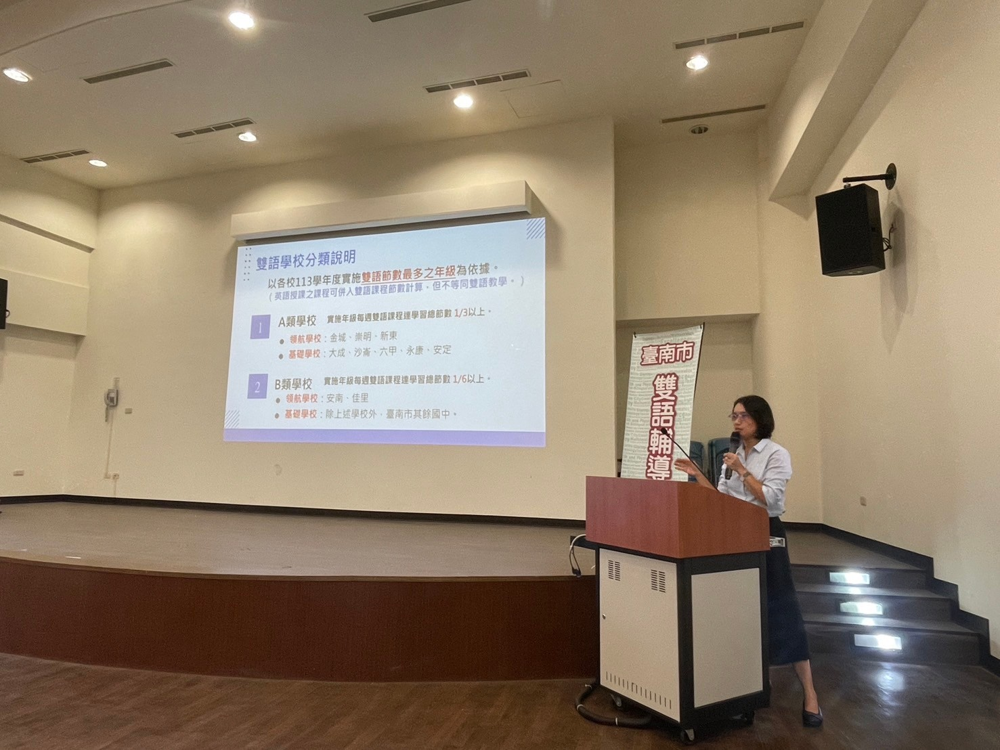 雙語學校分類說明
以各校113學年度實施雙語節數最多之年級為依據。
（英語授課之課程可併入雙語課程節數計算，但不等同雙語教學。）
1
A類學校 實施年級每週雙語課程達學習總節數 1/3以上。
領航學校：金城、崇明、新東
基礎學校：大成、沙崙、六甲、永康、安定
2
B類學校 實施年級每週雙語課程達學習總節數 1/6以上。
領航學校：安南、佳里
基礎學校：除上述學校外，臺南市其餘國中。
臺南市
雙語輔導